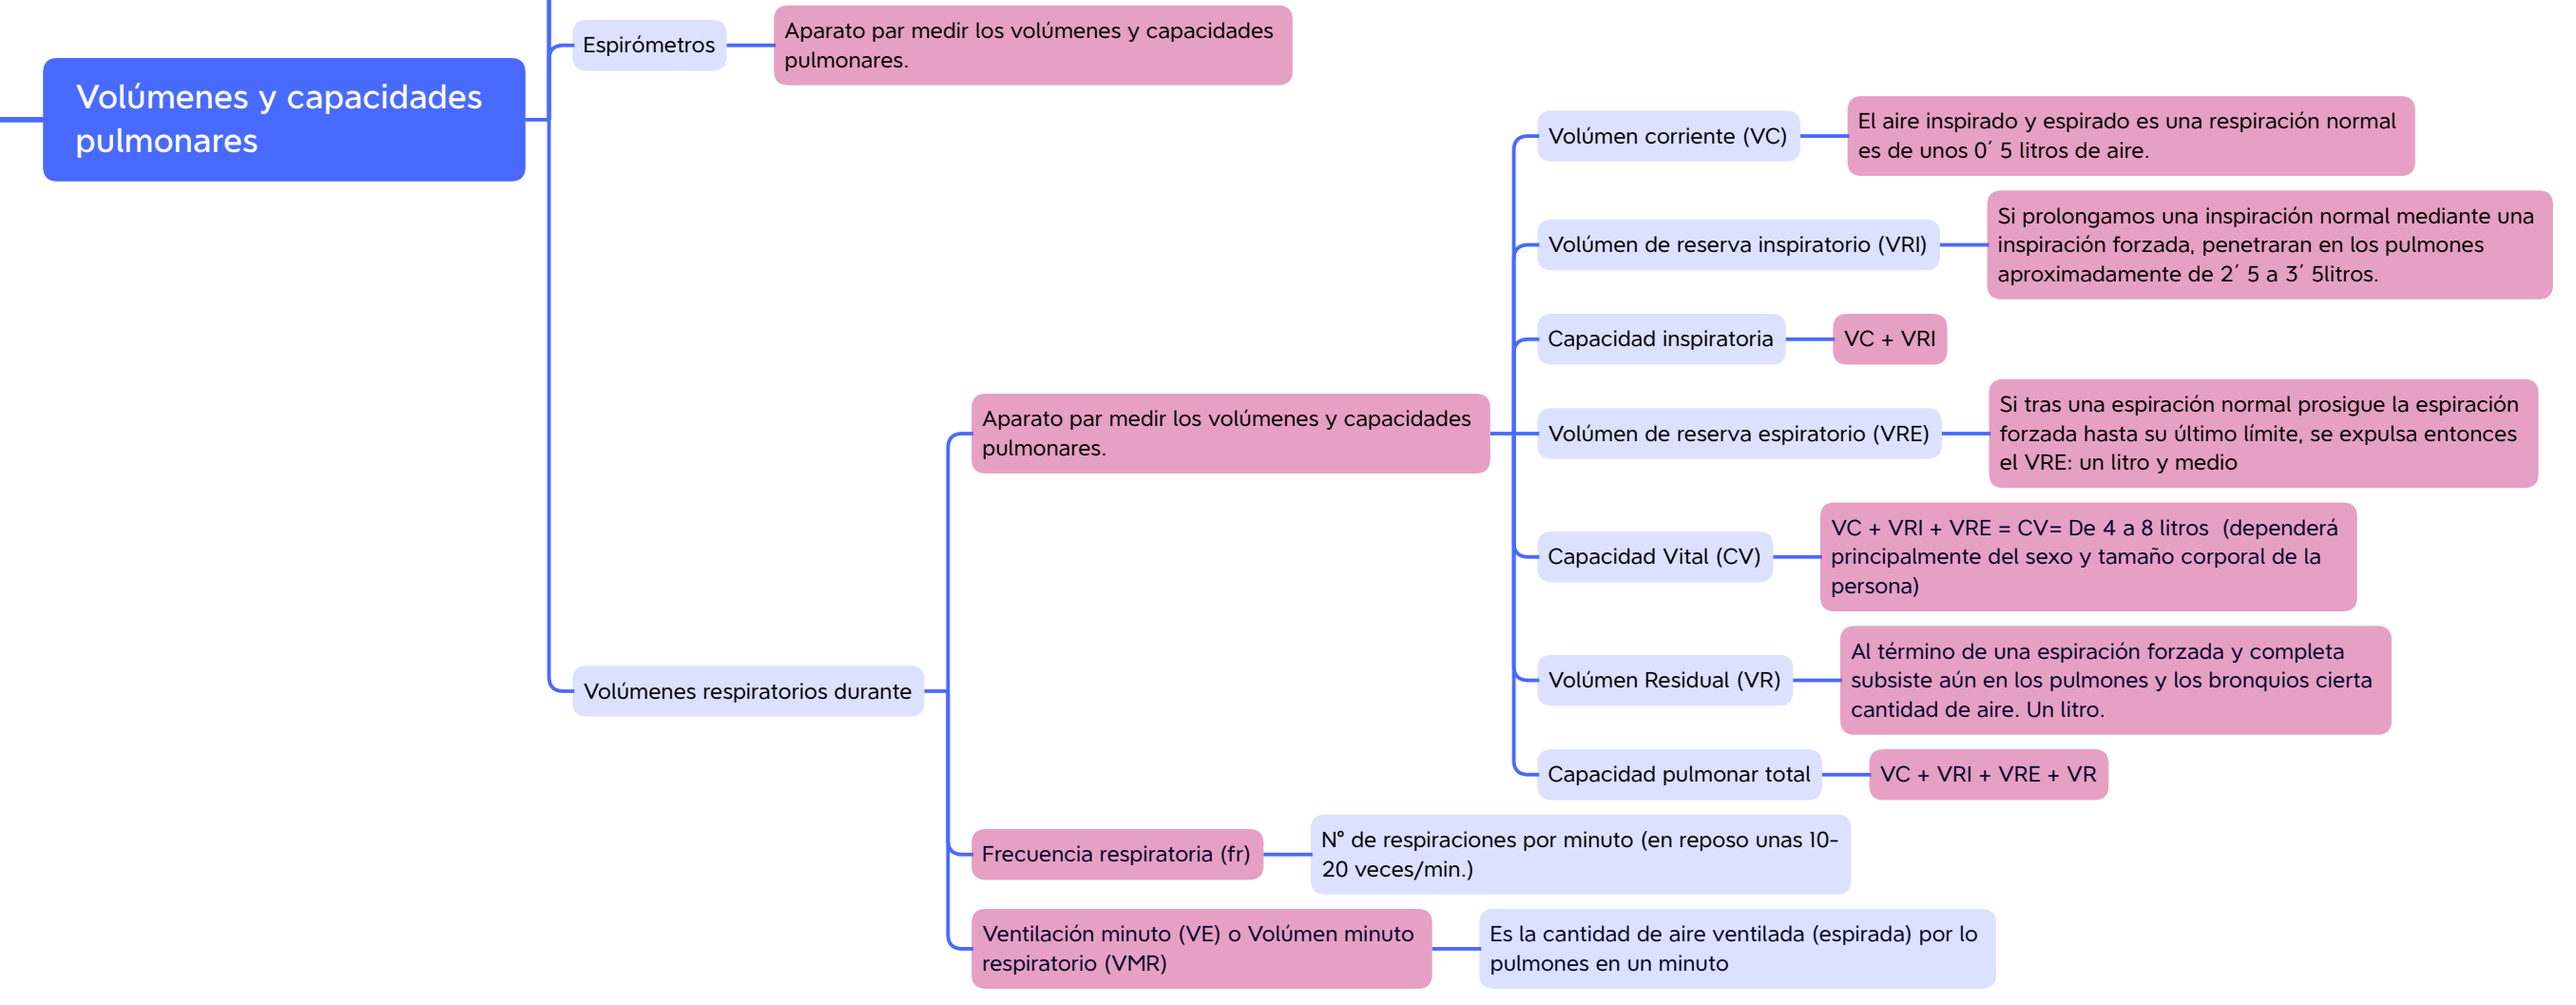 Volúmenes y capacidades
pulmonares
Espirómetros
Aparato par medir los volúmenes y capacidades
pulmonares.
Volúmenes respiratorios durante
Aparato par medir los volúmenes y capacidades
pulmonares.
Volúmen corriente (VC)
El aire inspirado y espirado es una respiración normal
es de unos 0´ 5 litros de aire.
Volúmen de reserva inspiratorio (VRI)
Si prolongamos una inspiración normal mediante una
inspiración forzada, penetraran en los pulmones
aproximadamente de 2´ 5 a 3´ 5litros.
Capacidad inspiratoria
VC + VRI
Volúmen de reserva espiratorio (VRE)
Si tras una espiración normal prosigue la espiración
forzada hasta su último límite, se expulsa entonces
el VRE: un litro y medio
Capacidad Vital (CV)
VC + VRI + VRE = CV= De 4 a 8 litros  (dependerá
principalmente del sexo y tamaño corporal de la
persona)
Volúmen Residual (VR)
Al término de una espiración forzada y completa
subsiste aún en los pulmones y los bronquios cierta
cantidad de aire. Un litro.
Capacidad pulmonar total
VC + VRI + VRE + VR
Frecuencia respiratoria (fr)
N° de respiraciones por minuto (en reposo unas 10-
20 veces/min.)
Ventilación minuto (VE) o Volúmen minuto
respiratorio (VMR)
Es la cantidad de aire ventilada (espirada) por lo
pulmones en un minuto